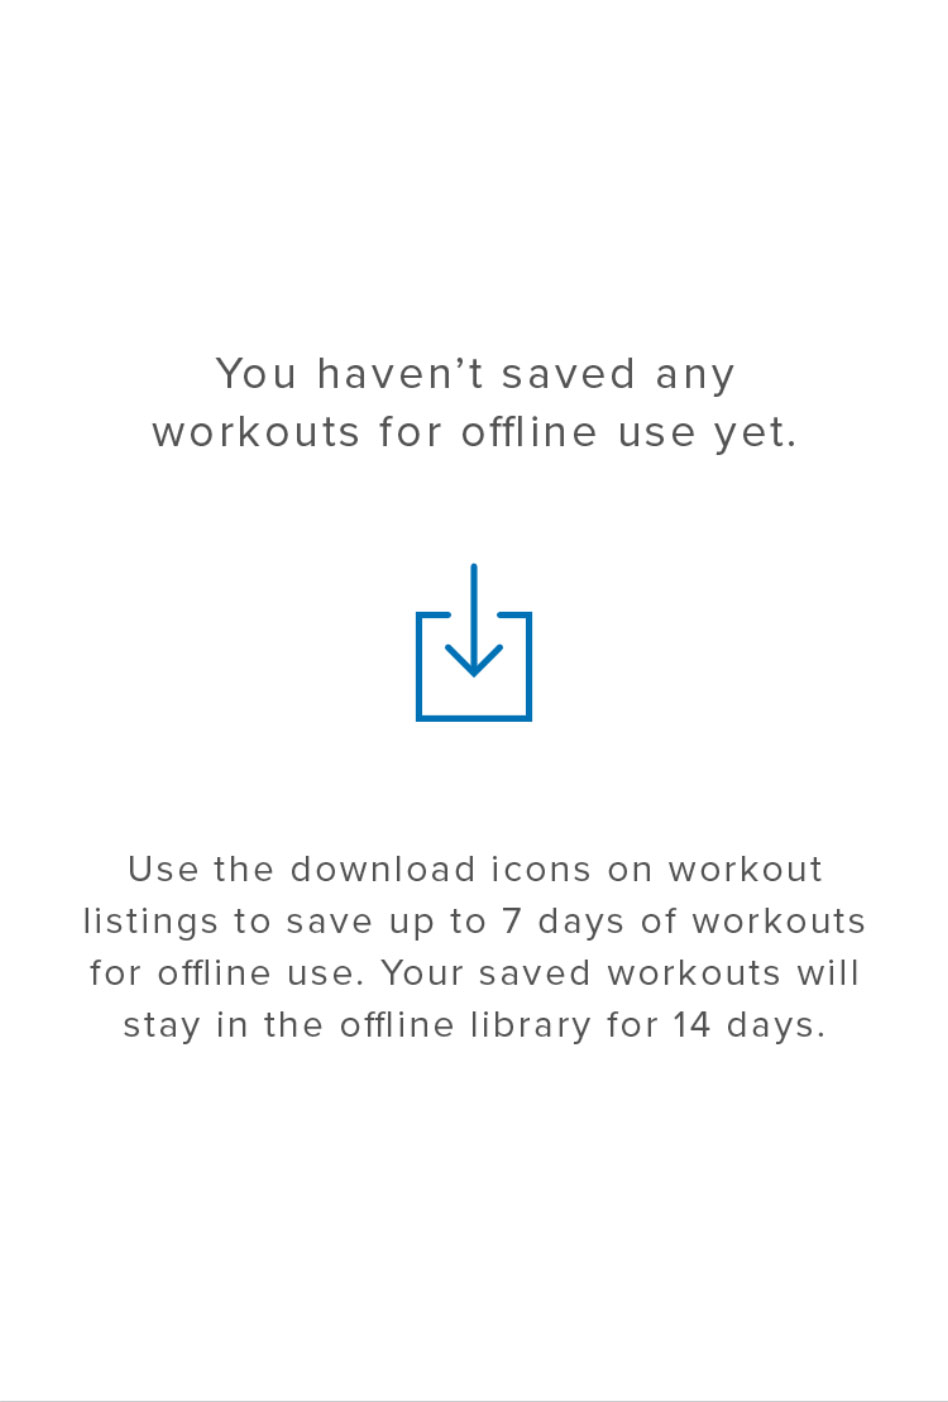 You haven’t saved any
workouts for offline use yet.
Use the download icons on workout
listings to save up to 7 days of workouts
for offline use. Your saved workouts will
stay in the offline library for 14 days.